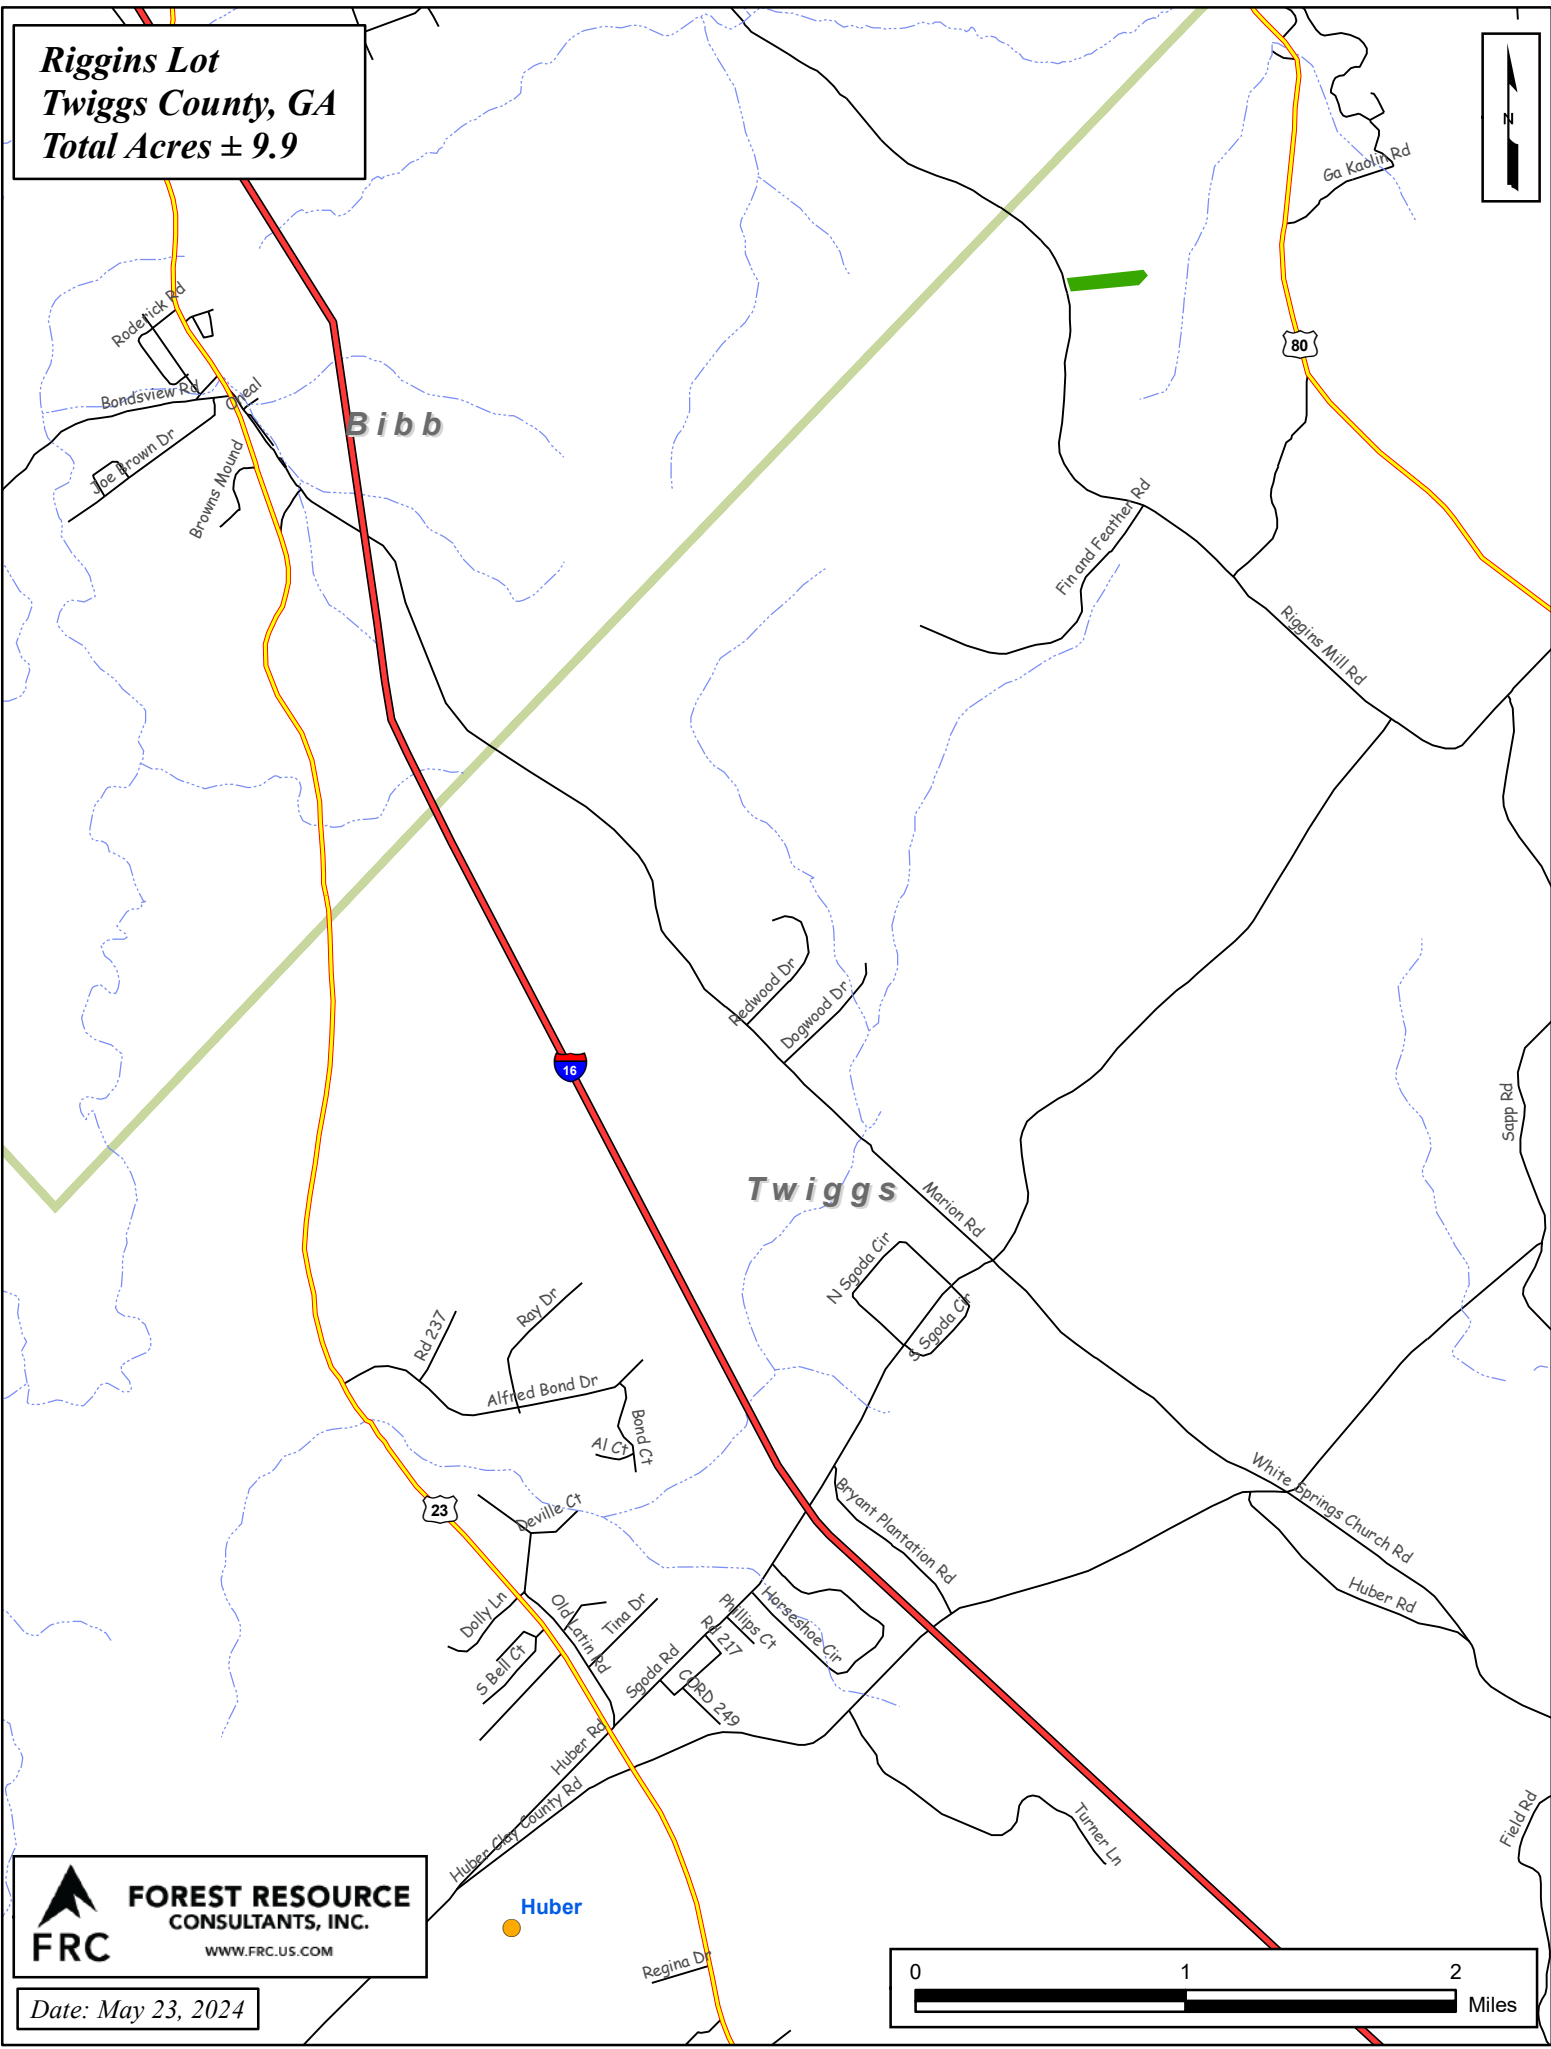 Riggins Lot
Twiggs County, GA
Total Acres ± 9.9
N
Ga Kaolin Rd
Roderick Rd
80
Bondsview Rd
Oneal
Bibb
Joe Brown Dr
Browns Mound
Fin and Feather Rd
Riggins Mill Rd
Redwood Dr
Dogwood Dr
16
Sapp Rd
Twiggs
Marion Rd
N Sgoda Cir
S Sgoda Cir
Rd 237
Ray Dr
Alfred Bond Dr
Bond Ct
Al Ct
White Springs Church Rd
23
Deville Ct
Bryant Plantation Rd
Huber Rd
Dolly Ln
Old Latin Rd
Tina Dr
Phillips Ct
Horseshoe Cir
Rd 217
S Bell Ct
Sgoda Rd
CORD 249
Huber Rd
Huber Clay County Rd
Turner Ln
Field Rd
FRC
FOREST RESOURCE
CONSULTANTS, INC.
WWW.FRC.US.COM
Huber
Regina Dr
0 1 2
Miles
Date: May 23, 2024